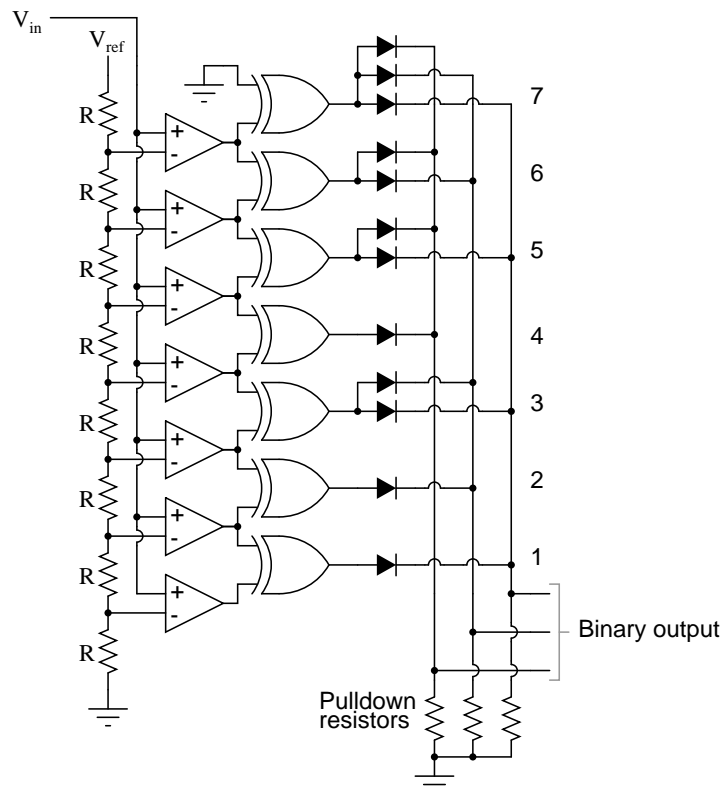 V_in
V_ref
R
+
-
7
R
+
-
6
R
+
-
5
R
+
-
4
R
+
-
3
R
+
-
2
R
+
-
1
R
Binary output
Pulldown
resistors